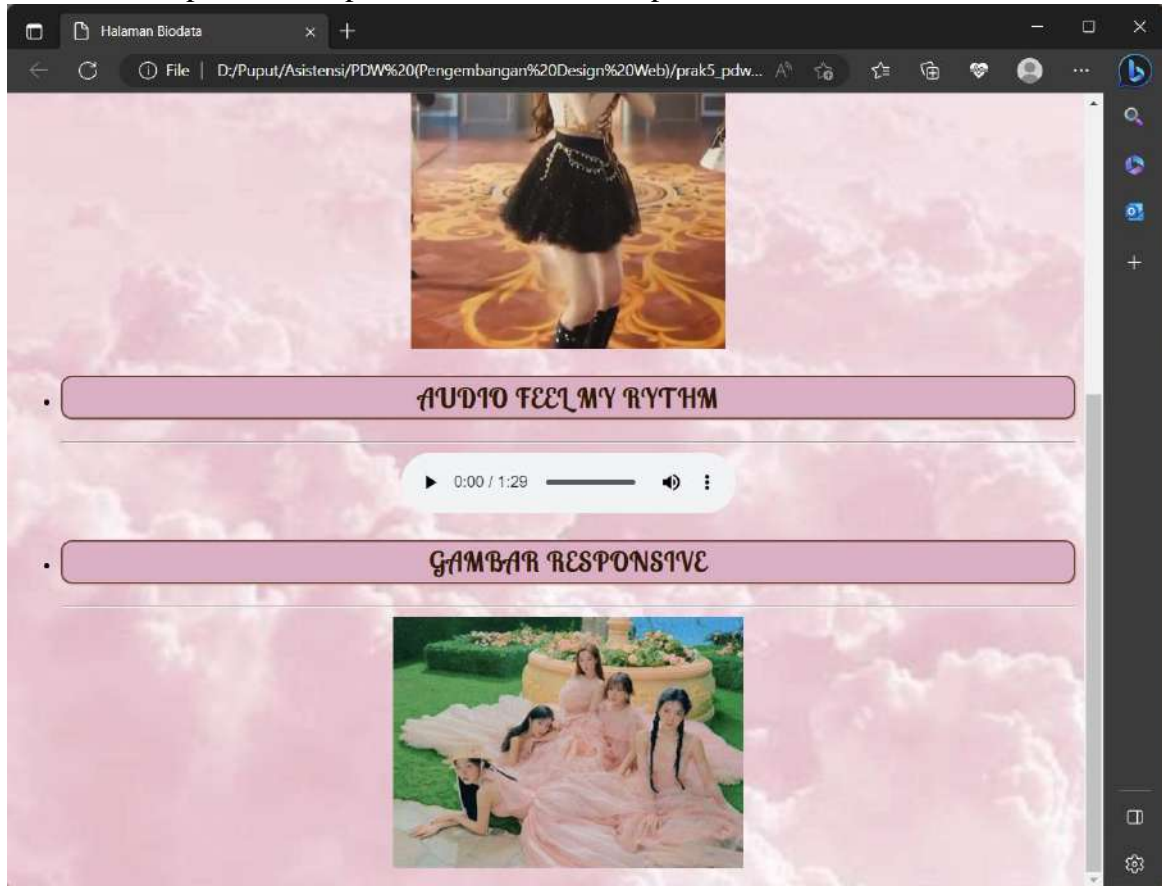 Halaman Biodata
File | D:/Puput/Asistensi/PDW%20(Pengembangan%20Design%20Web)/prak5_pdw...
AUDIO FEEL MY RYTHM
0:00 / 1:29
GAMBAR RESPONSIVE